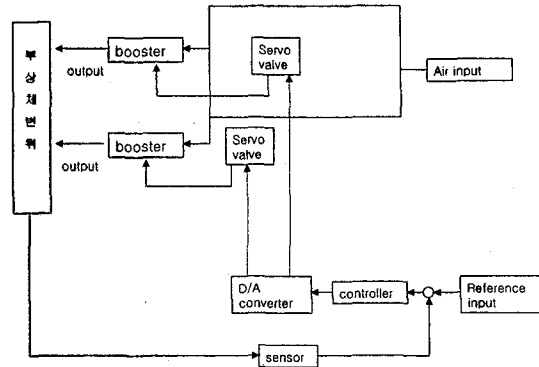 부
상
체
변
위
booster
output
Servo
valve
Air input
booster
output
Servo
valve
D/A
converter
controller
Reference
input
sensor